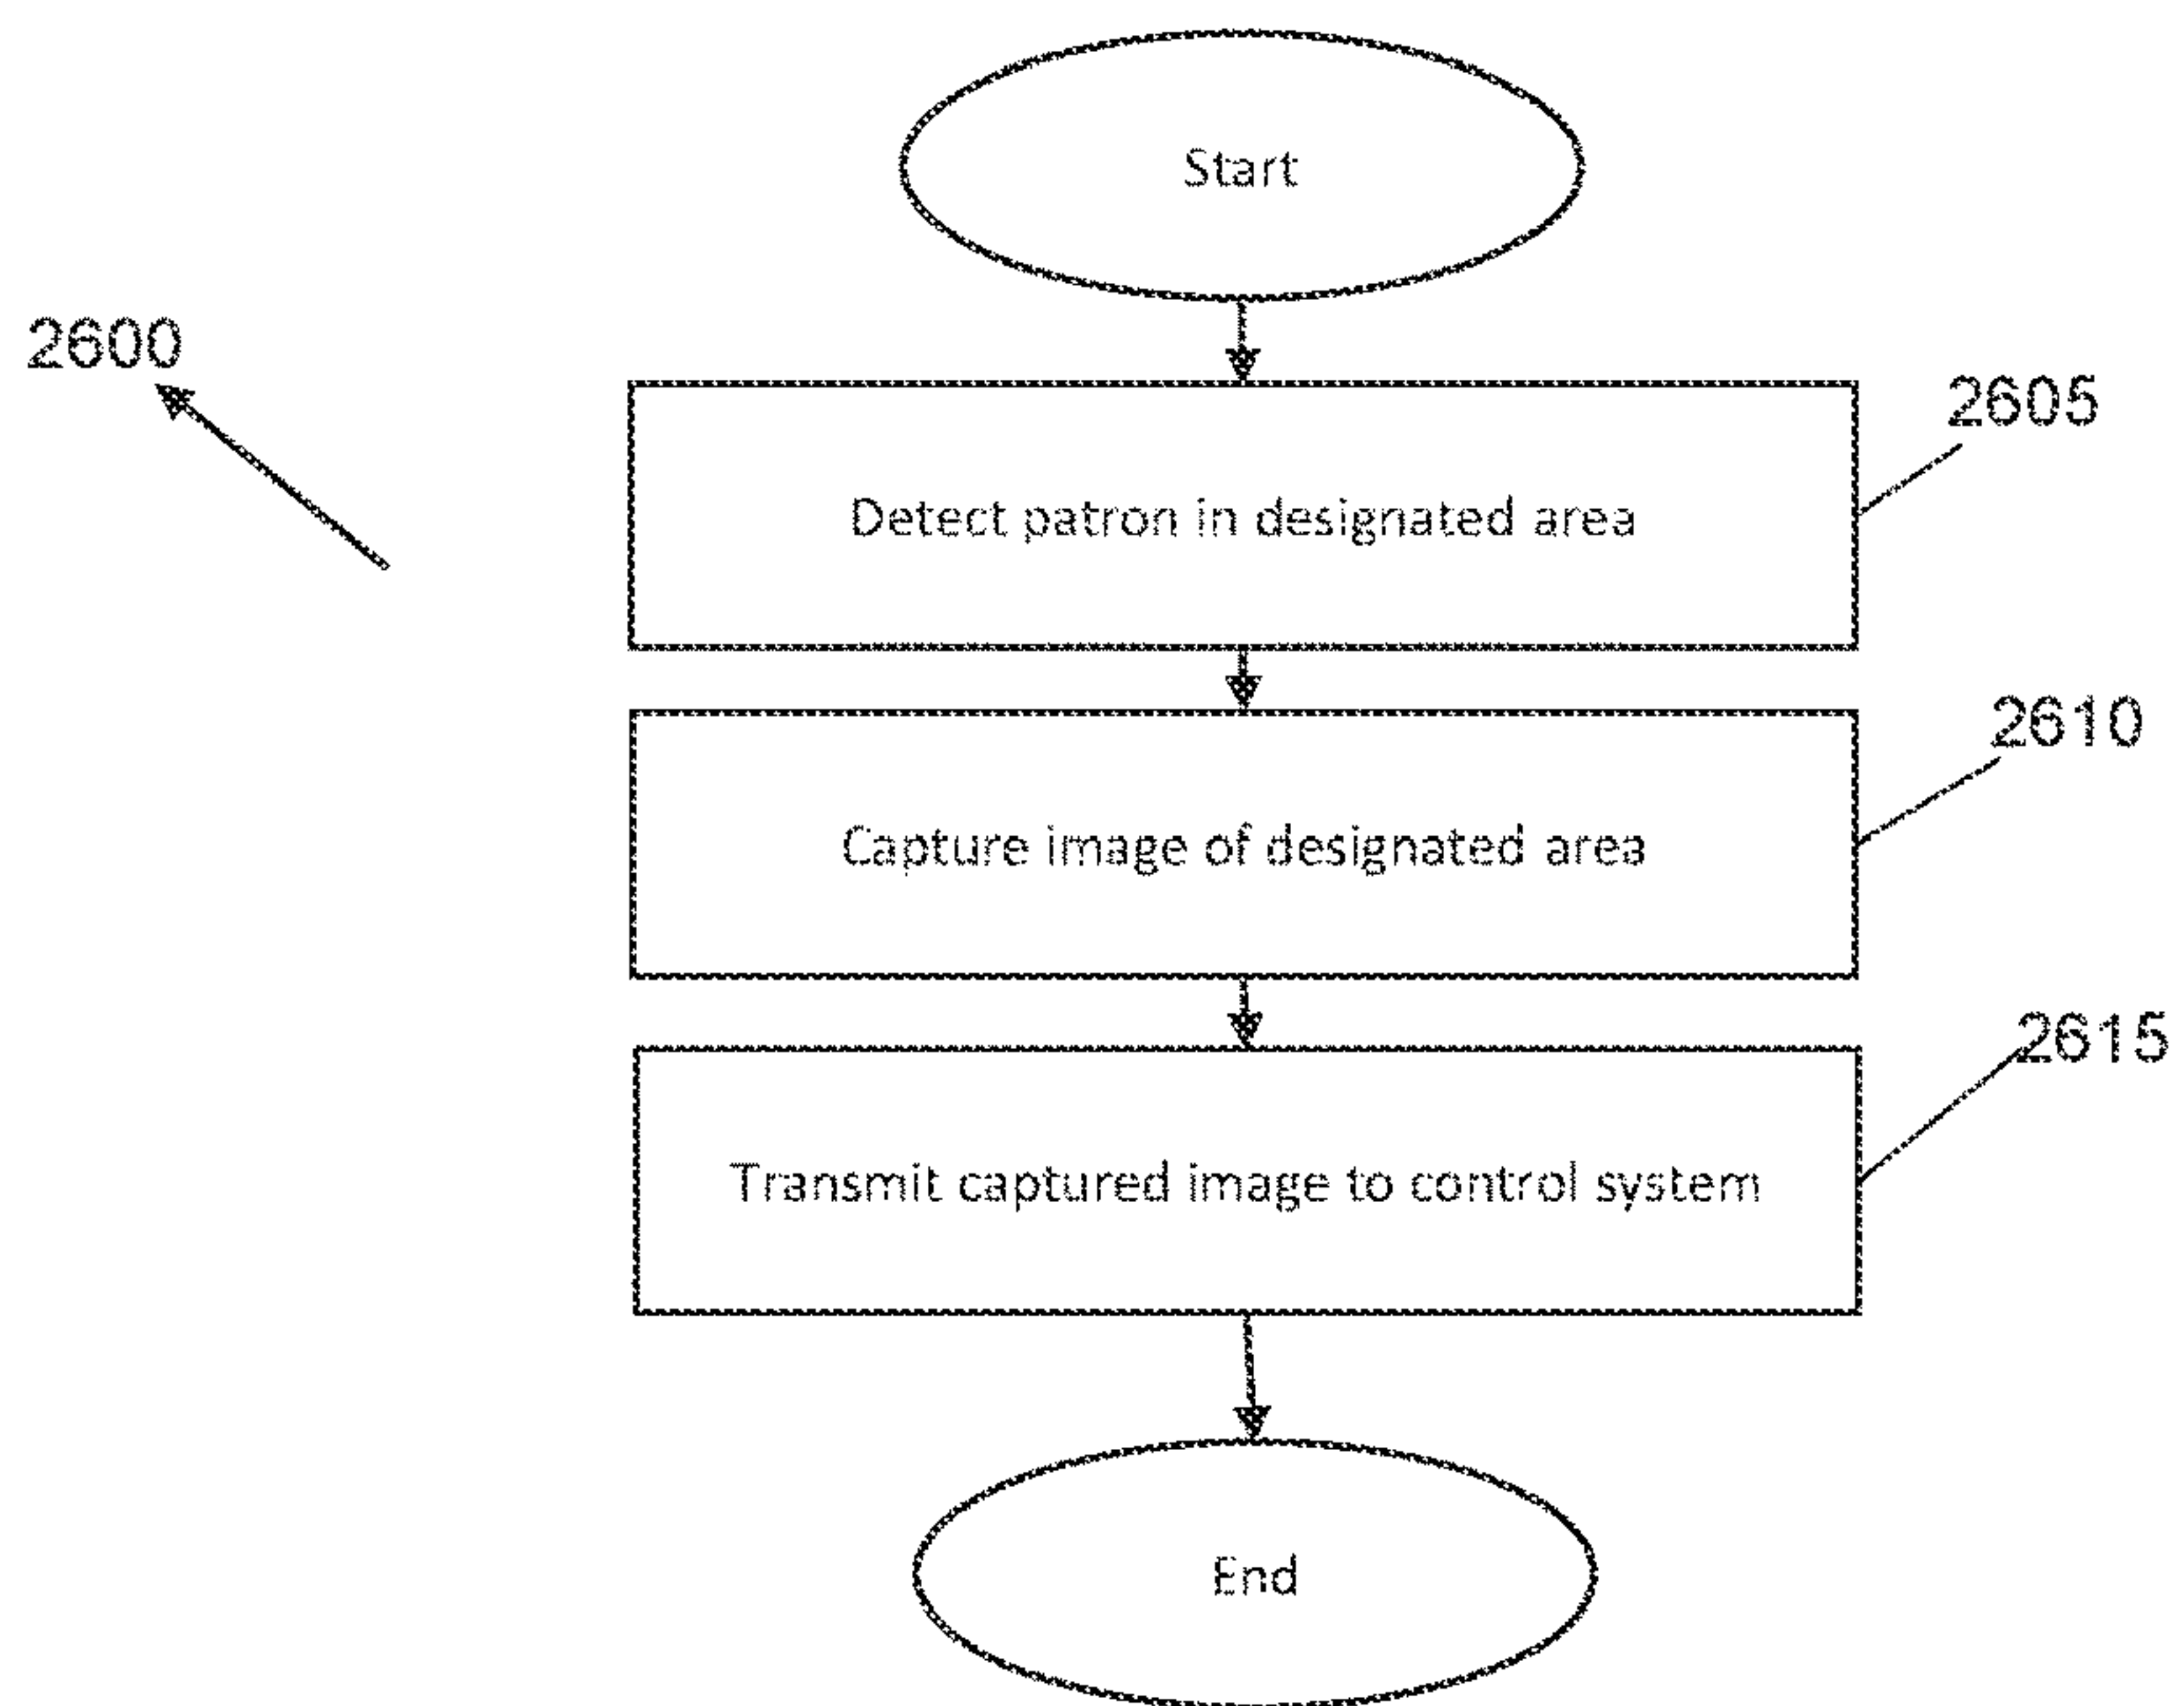 Start
2600
2605
Detect patron in designated area
2610
Capture image of designated area
2615
Transmit captured image to control system
End